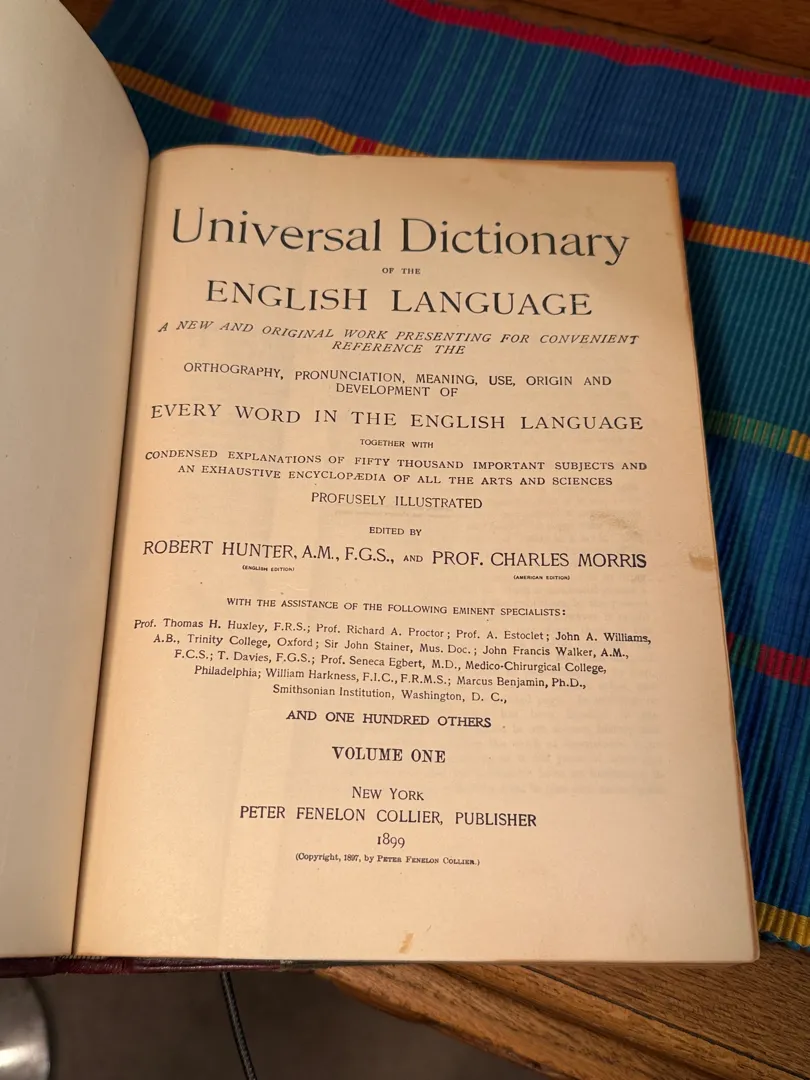 Universal Dictionary
OF THE
ENGLISH LANGUAGE
A NEW AND ORIGINAL WORK PRESENTING FOR CONVENIENT
REFERENCE THE
ORTHOGRAPHY, PRONUNCIATION, MEANING, USE, ORIGIN AND
DEVELOPMENT OF
EVERY WORD IN THE ENGLISH LANGUAGE
TOGETHER WITH
CONDENSED EXPLANATIONS OF FIFTY THOUSAND IMPORTANT SUBJECTS AND
AN EXHAUSTIVE ENCYCLOPÆDIA OF ALL THE ARTS AND SCIENCES
PROFUSELY ILLUSTRATED
EDITED BY
ROBERT HUNTER, A.M., F.G.S., AND PROF. CHARLES MORRIS
(ENGLISH EDITION) (AMERICAN EDITION)
WITH THE ASSISTANCE OF THE FOLLOWING EMINENT SPECIALISTS:
Prof. Thomas H. Huxley, F.R.S.; Prof. Richard A. Proctor; Prof. A. Estoclet; John A. Williams,
A.B., Trinity College, Oxford; Sir John Stainer, Mus. Doc.; John Francis Walker, A.M.,
F.C.S.; T. Davies, F.G.S.; Prof. Seneca Egbert, M.D., Medico-Chirurgical College,
Philadelphia; William Harkness, F.I.C., F.R.M.S.; Marcus Benjamin, Ph.D.,
Smithsonian Institution, Washington, D. C.,
AND ONE HUNDRED OTHERS
VOLUME ONE
NEW YORK
PETER FENELON COLLIER, PUBLISHER
1899
(Copyright, 1897, by PETER FENELON COLLIER.)